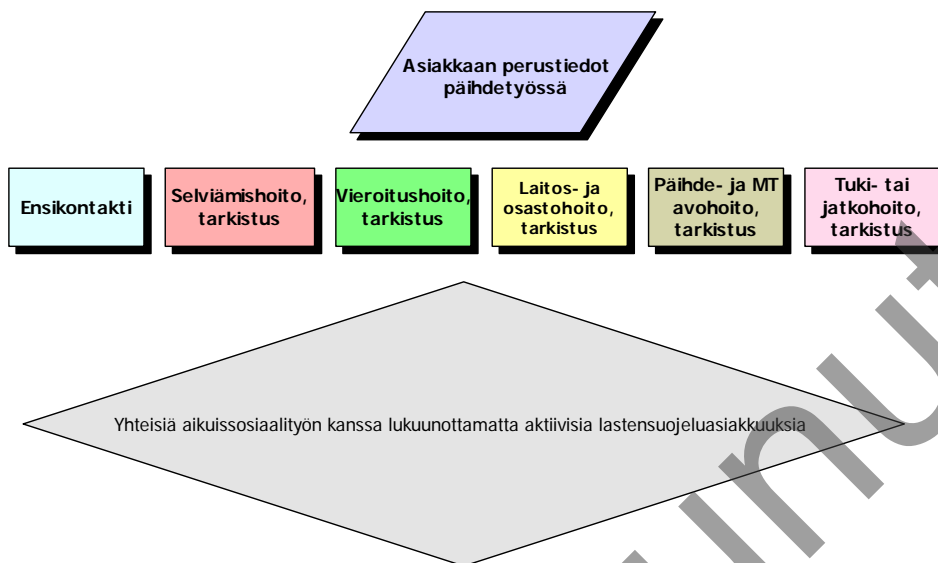 Asiakkaan perustiedot
päihdetyössä
Ensikontakti
Selviämishoito,
tarkistus
Vieroitushoito,
tarkistus
Laitos- ja
osastohoito,
tarkistus
Päihde- ja MT
avohoito,
tarkistus
Tuki- tai
jatkohoito,
tarkistus
Yhteisiä aikuissosiaalityön kanssa lukuunottamatta aktiivisia lastensuojeluasiakkuuksia